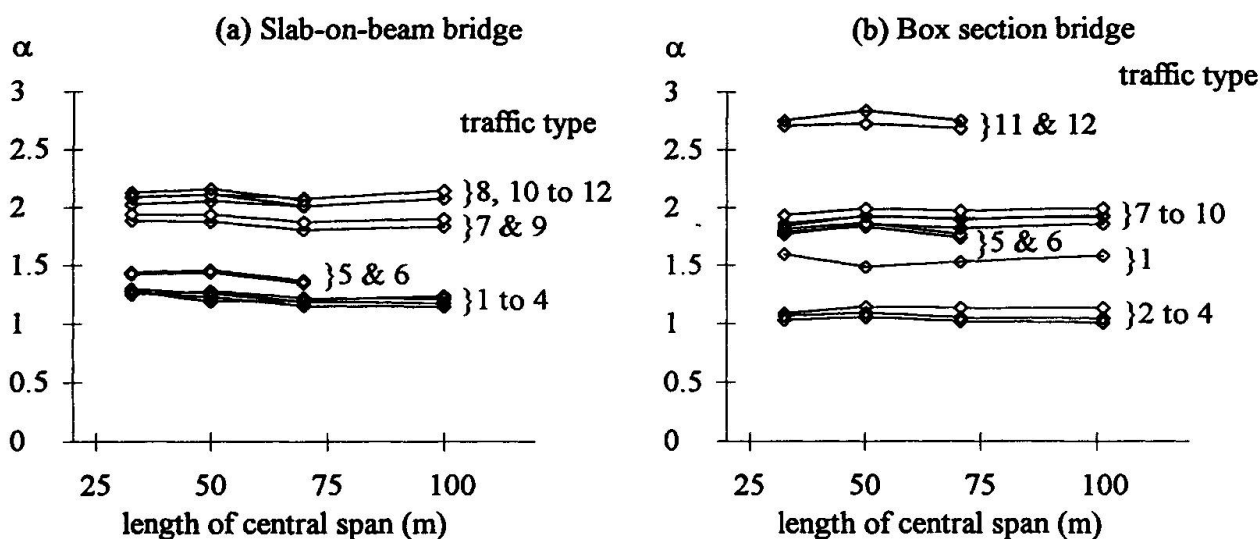 (a) Slab-on-beam bridge
α
3
2.5
2
1.5
1
0.5
0
traffic type
}8, 10 to 12
}7 & 9
}5 & 6
}1 to 4
25 50 75 100
length of central span (m)
(b) Box section bridge
α
traffic type
3
2.5
2
1.5
1
0.5
0
}11 & 12
}7 to 10
}5 & 6
}1
}2 to 4
25 50 75 100
length of central span (m)